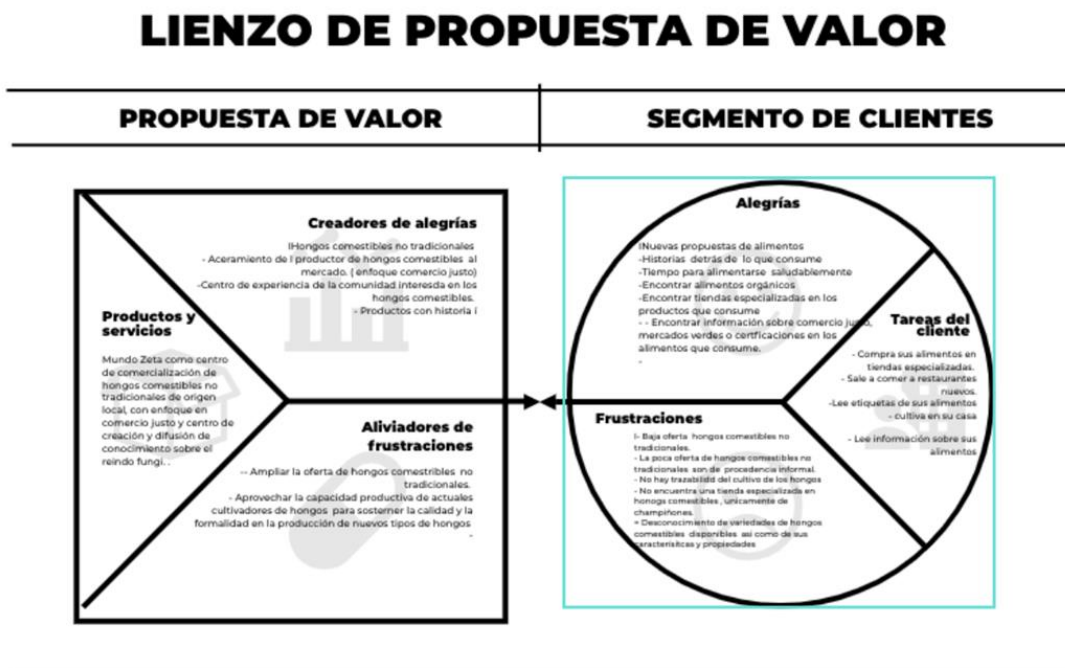 LIENZO DE PROPUESTA DE VALOR
PROPUESTA DE VALOR
SEGMENTO DE CLIENTES
Creadores de alegrías
lHongos comestibles no tradicionales
- Aceramiento de l productor de hongos comestibles al
mercado. ( enfoque comercio justo)
-Centro de experiencia de la comunidad interesda en los
hongos comestibles.
- Productos con historia i
Productos y
servicios
Mundo Zeta como centro
de comercialización de
hongos comestibles no
tradicionales de origen
local, con enfoque en
comercio justo y centro de
creación y difusión de
conocimiento sobre el
reindo fungi. .
Aliviadores de
frustraciones
-- Ampliar la oferta de hongos comestribles no
tradicionales.
- Aprovechar la capacidad productiva de actuales
cultivadores de hongos para sosterner la calidad y la
formalidad en la producción de nuevos tipos de hongos
-
Alegrías
lNuevas propuestas de alimentos
-Historias detrás de lo que consume
-Tiempo para alimentarse saludablemente
-Encontrar alimentos orgánicos
-Encontrar tiendas especializadas en los
productos que consume
- - Encontrar información sobre comercio justo,
mercados verdes o certficaciones en los
alimentos que consume.
-
Tareas del
cliente
- Compra sus alimentos en
tiendas especializadas.
- Sale a comer a restaurantes
nuevos.
-Lee etiquetas de sus alimentos
- cultiva en su casa
- Lee información sobre sus
alimentos
Frustraciones
l- Baja oferta hongos comestibles no
tradicionales.
- La poca oferta de hangos comestibles no
tradicionales son de procedencia informal.
- No hay trazabilidd del cultivo de los hongos
- No encuentra una tienda especializada en
honogs comestibles , unicamente de
champiñones.
= Desconocimiento de variedades de hongos
comestibles disponibles asi como de sus
caracterisitcas y propiedades